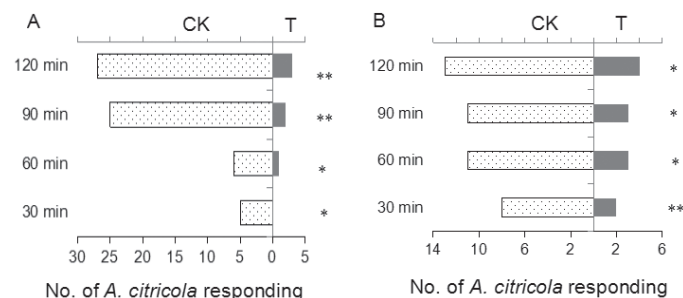 A CK T
120 min **
90 min **
60 min *
30 min *
30 25 20 15 10 5 0 5
No. of A. citricola responding
B CK T
120 min *
90 min *
60 min *
30 min **
14 10 6 2 2 6
No. of A. citricola responding